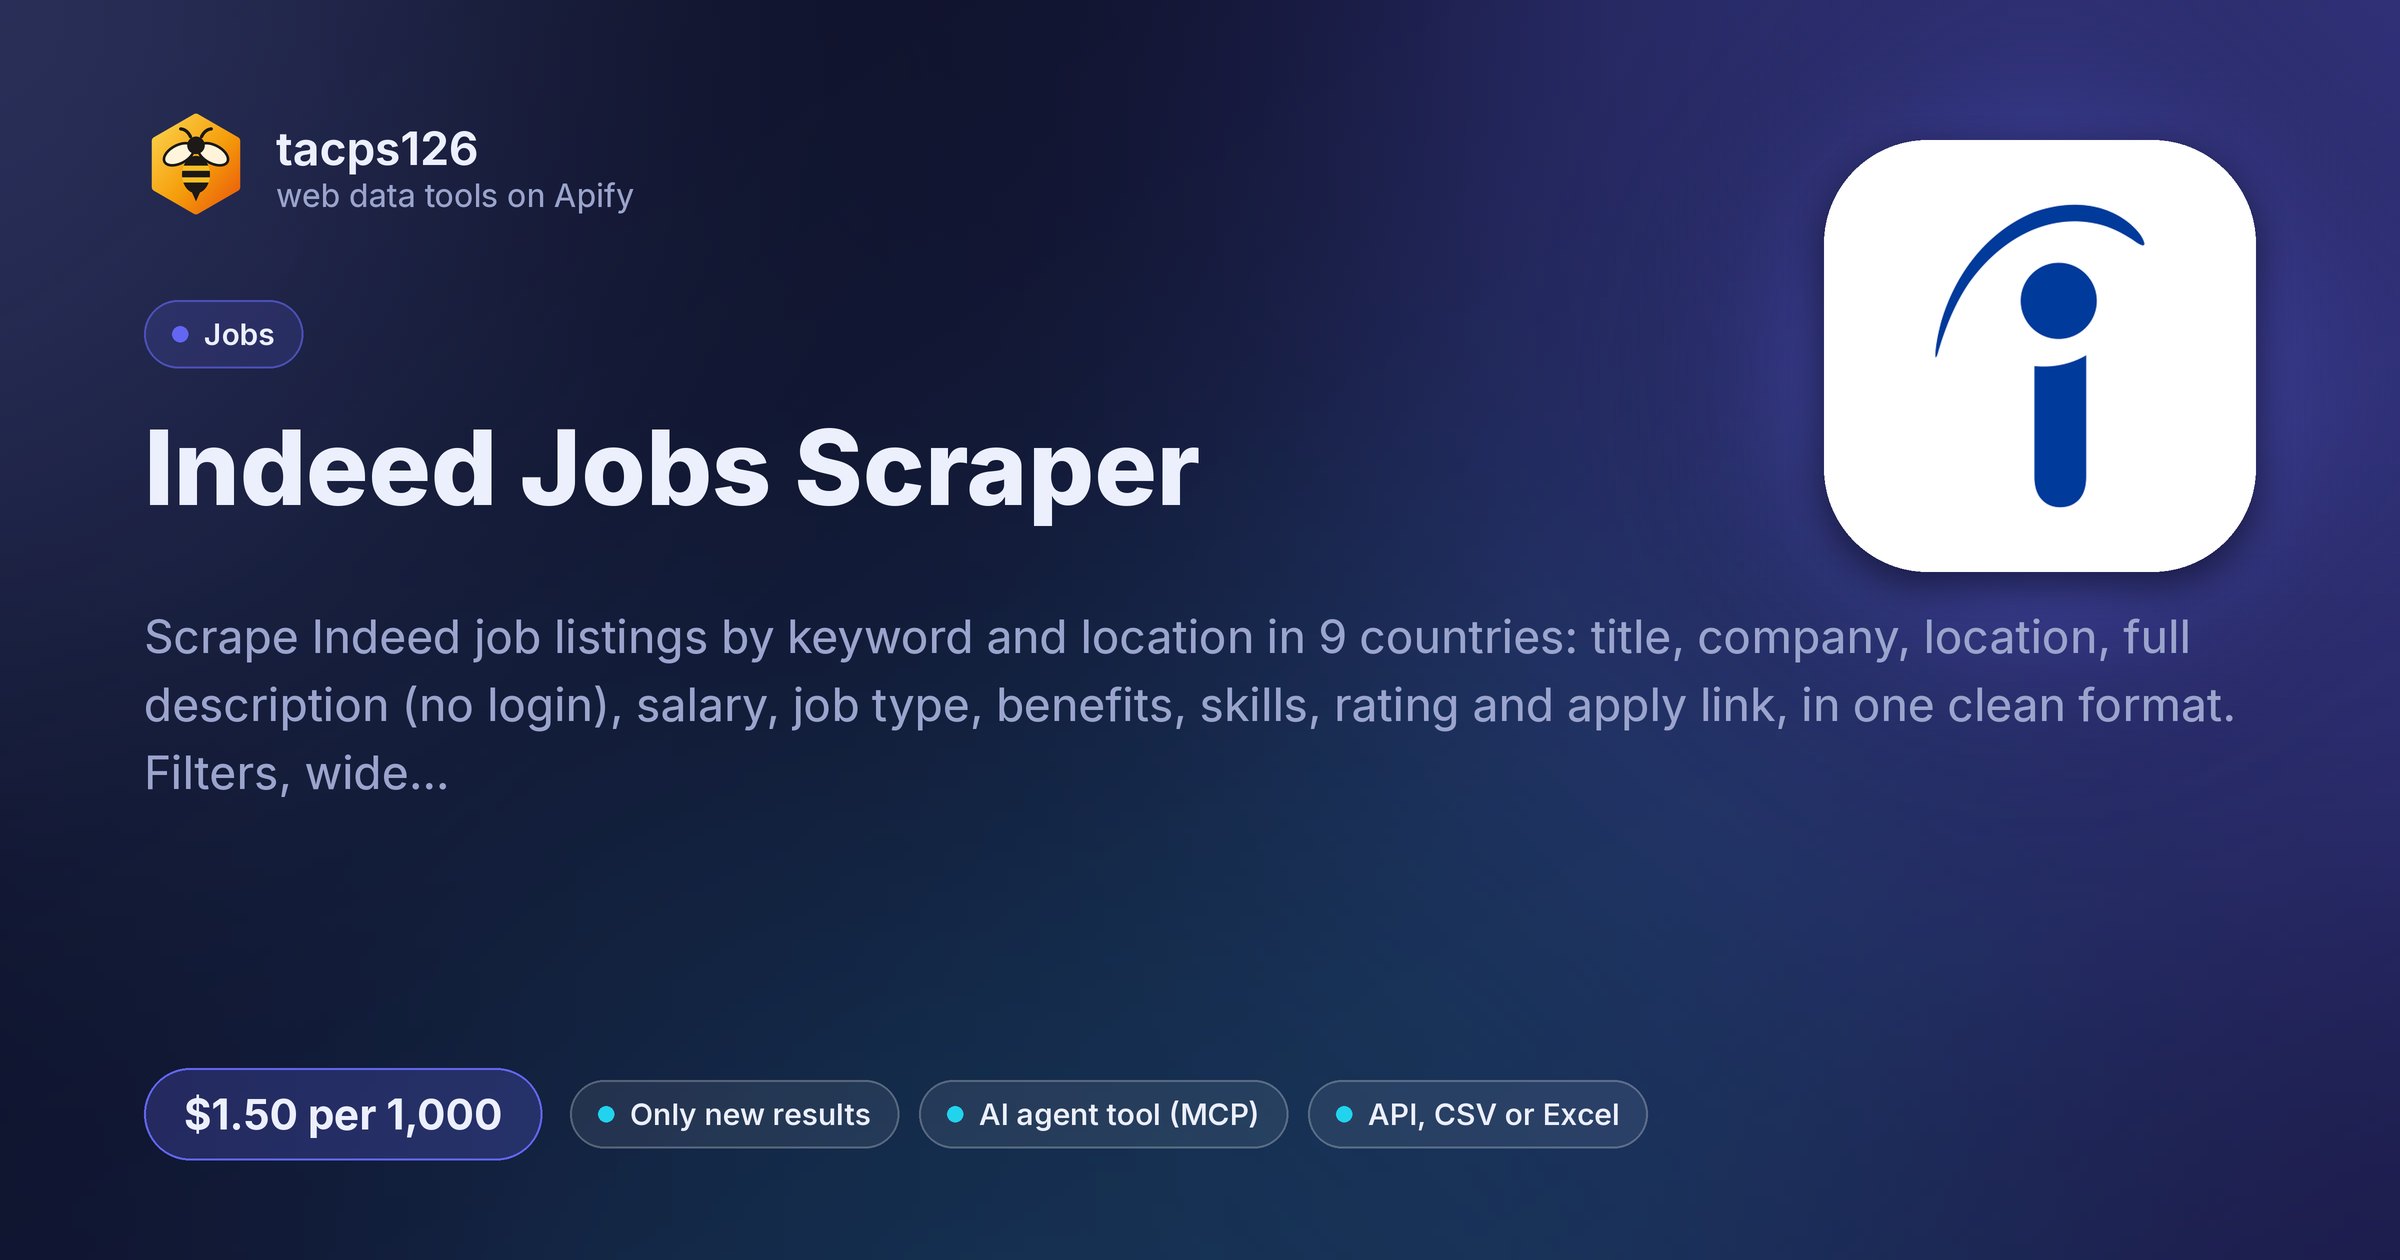 tacps126
web data tools on Apify
Jobs
Indeed Jobs Scraper
Scrape Indeed job listings by keyword and location in 9 countries: title, company, location, full
description (no login), salary, job type, benefits, skills, rating and apply link, in one clean format.
Filters, wide...
$1.50 per 1,000
Only new results
AI agent tool (MCP)
API, CSV or Excel